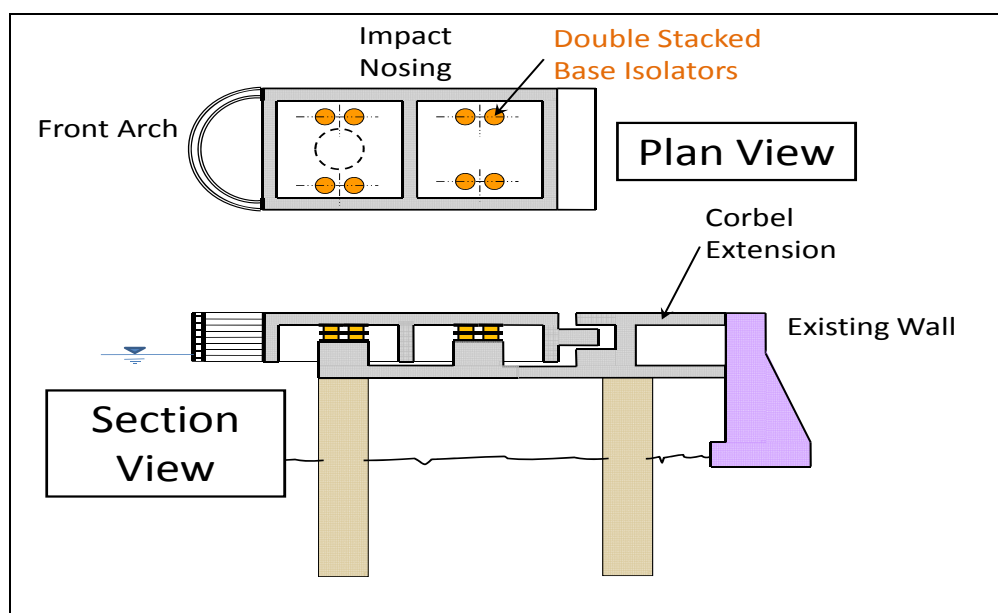 Impact
Nosing
Double Stacked
Base Isolators
Front Arch
Plan View
Corbel
Extension
Existing Wall
Section
View